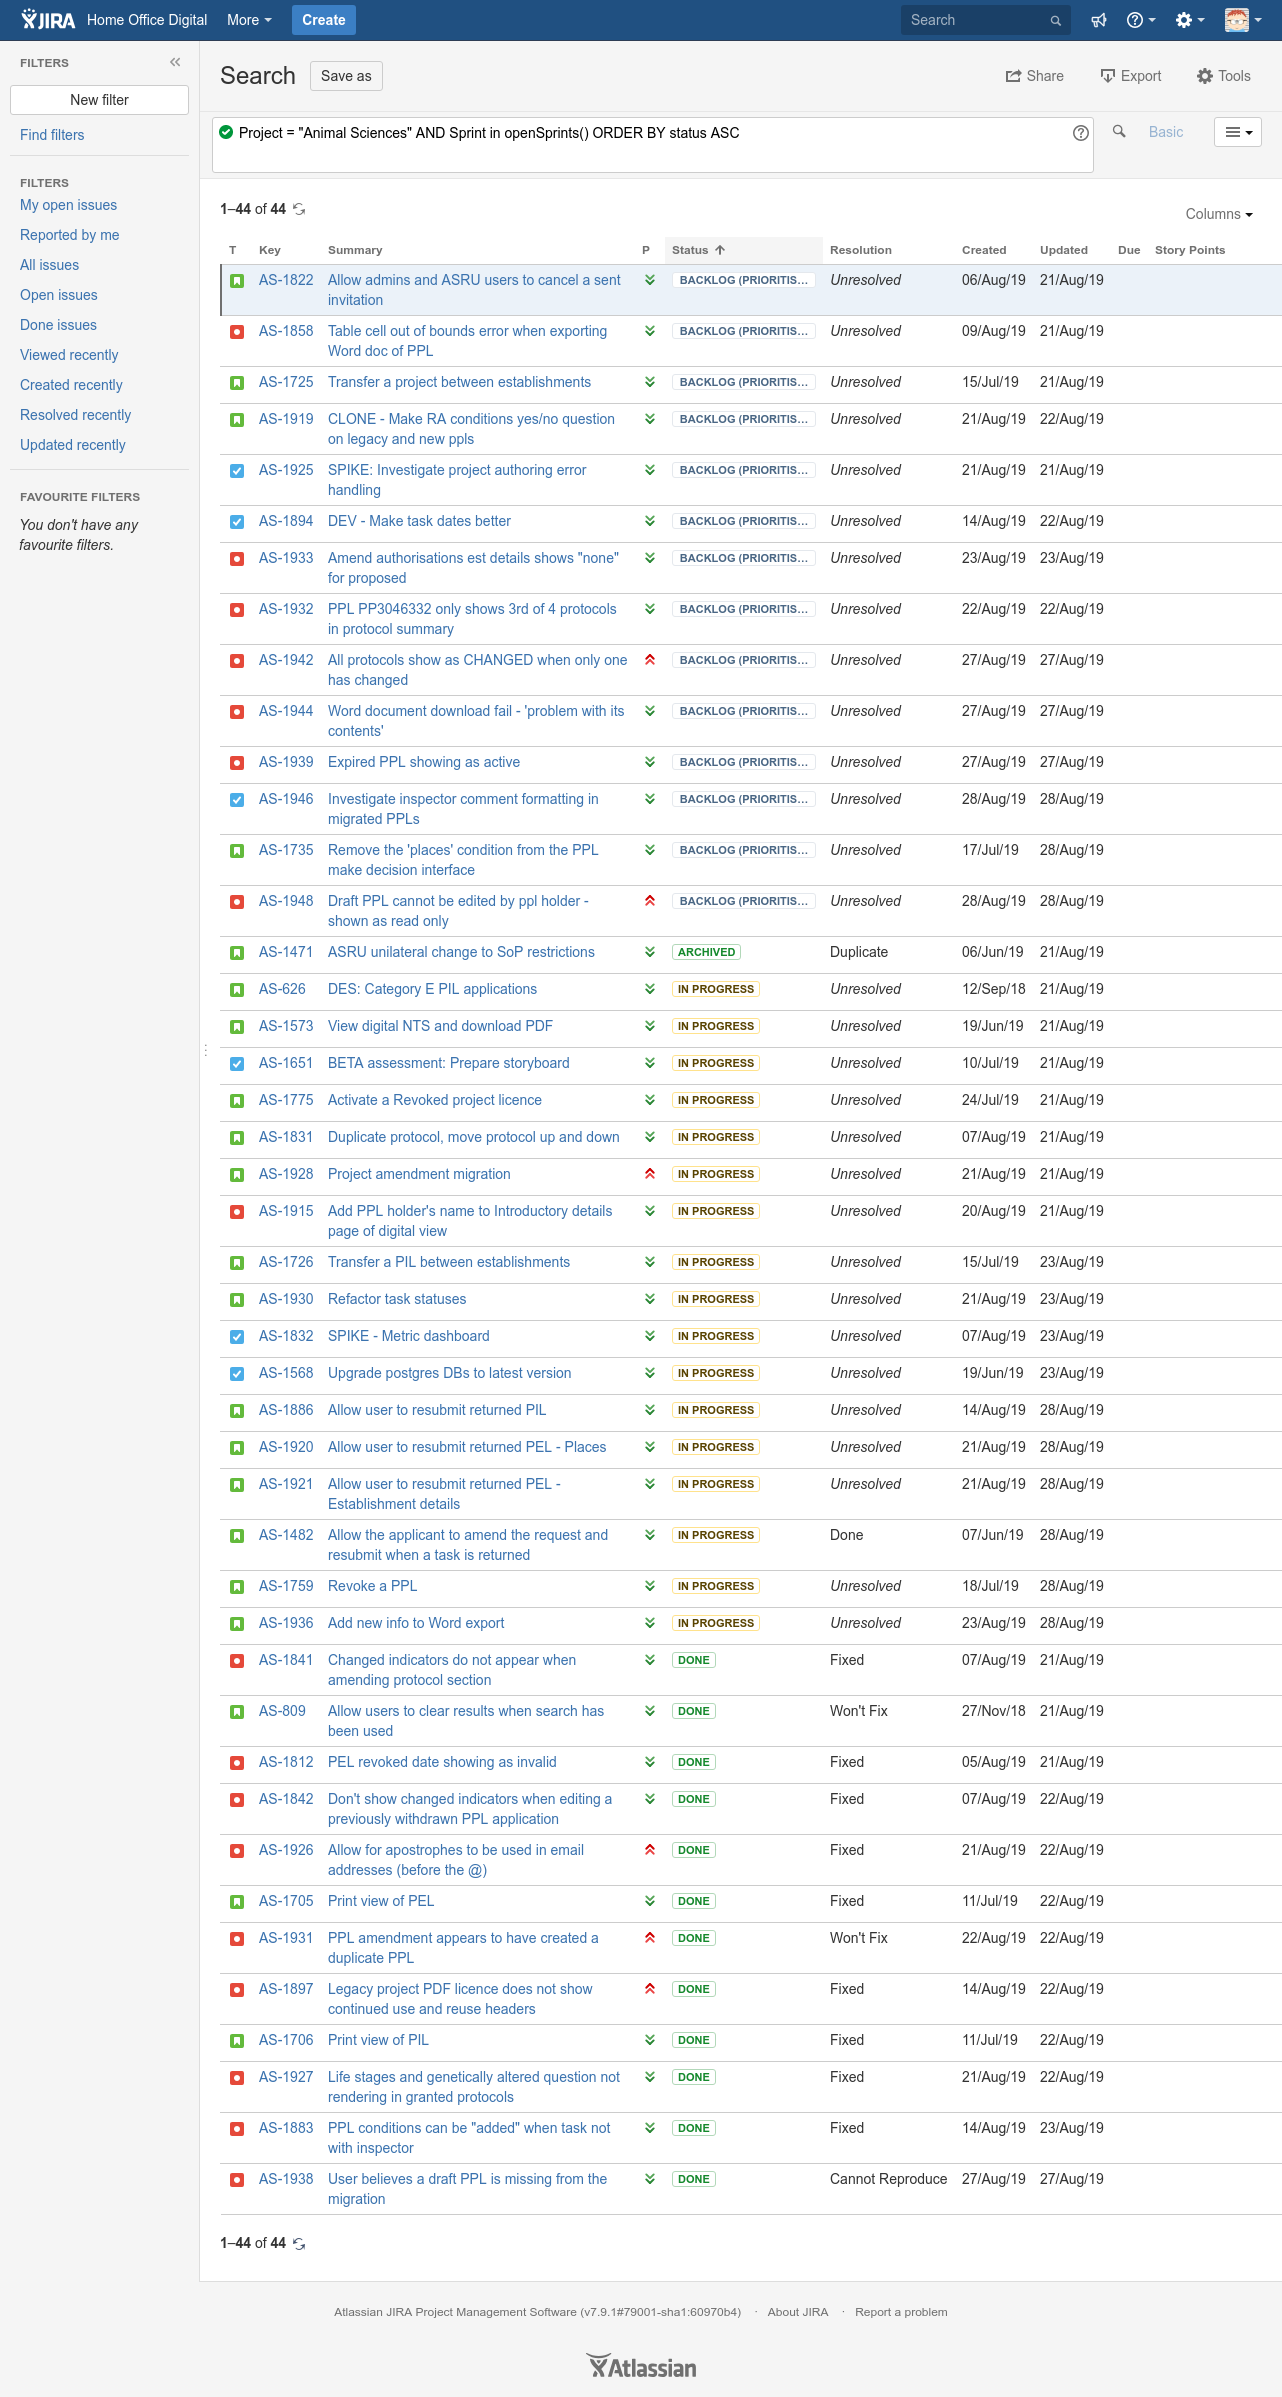 JIRA Home Office Digital More Create Search
FILTERS
New filter
Find filters
FILTERS
My open issues
Reported by me
All issues
Open issues
Done issues
Viewed recently
Created recently
Resolved recently
Updated recently
FAVOURITE FILTERS
You don't have any
favourite filters.
Search Save as Share Export Tools
Project = "Animal Sciences" AND Sprint in openSprints() ORDER BY status ASC Basic
1–44 of 44
Columns
T Key Summary P Status Resolution Created Updated Due Story Points
AS-1822 Allow admins and ASRU users to cancel a sent BACKLOG (PRIORITIS... Unresolved 06/Aug/19 21/Aug/19
invitation
AS-1858 Table cell out of bounds error when exporting BACKLOG (PRIORITIS... Unresolved 09/Aug/19 21/Aug/19
Word doc of PPL
AS-1725 Transfer a project between establishments BACKLOG (PRIORITIS... Unresolved 15/Jul/19 21/Aug/19
AS-1919 CLONE - Make RA conditions yes/no question BACKLOG (PRIORITIS... Unresolved 21/Aug/19 22/Aug/19
on legacy and new ppls
AS-1925 SPIKE: Investigate project authoring error BACKLOG (PRIORITIS... Unresolved 21/Aug/19 21/Aug/19
handling
AS-1894 DEV - Make task dates better BACKLOG (PRIORITIS... Unresolved 14/Aug/19 22/Aug/19
AS-1933 Amend authorisations est details shows "none" BACKLOG (PRIORITIS... Unresolved 23/Aug/19 23/Aug/19
for proposed
AS-1932 PPL PP3046332 only shows 3rd of 4 protocols BACKLOG (PRIORITIS... Unresolved 22/Aug/19 22/Aug/19
in protocol summary
AS-1942 All protocols show as CHANGED when only one BACKLOG (PRIORITIS... Unresolved 27/Aug/19 27/Aug/19
has changed
AS-1944 Word document download fail - 'problem with its BACKLOG (PRIORITIS... Unresolved 27/Aug/19 27/Aug/19
contents'
AS-1939 Expired PPL showing as active BACKLOG (PRIORITIS... Unresolved 27/Aug/19 27/Aug/19
AS-1946 Investigate inspector comment formatting in BACKLOG (PRIORITIS... Unresolved 28/Aug/19 28/Aug/19
migrated PPLs
AS-1735 Remove the 'places' condition from the PPL BACKLOG (PRIORITIS... Unresolved 17/Jul/19 28/Aug/19
make decision interface
AS-1948 Draft PPL cannot be edited by ppl holder - BACKLOG (PRIORITIS... Unresolved 28/Aug/19 28/Aug/19
shown as read only
AS-1471 ASRU unilateral change to SoP restrictions ARCHIVED Duplicate 06/Jun/19 21/Aug/19
AS-626 DES: Category E PIL applications IN PROGRESS Unresolved 12/Sep/18 21/Aug/19
AS-1573 View digital NTS and download PDF IN PROGRESS Unresolved 19/Jun/19 21/Aug/19
AS-1651 BETA assessment: Prepare storyboard IN PROGRESS Unresolved 10/Jul/19 21/Aug/19
AS-1775 Activate a Revoked project licence IN PROGRESS Unresolved 24/Jul/19 21/Aug/19
AS-1831 Duplicate protocol, move protocol up and down IN PROGRESS Unresolved 07/Aug/19 21/Aug/19
AS-1928 Project amendment migration IN PROGRESS Unresolved 21/Aug/19 21/Aug/19
AS-1915 Add PPL holder's name to Introductory details IN PROGRESS Unresolved 20/Aug/19 21/Aug/19
page of digital view
AS-1726 Transfer a PIL between establishments IN PROGRESS Unresolved 15/Jul/19 23/Aug/19
AS-1930 Refactor task statuses IN PROGRESS Unresolved 21/Aug/19 23/Aug/19
AS-1832 SPIKE - Metric dashboard IN PROGRESS Unresolved 07/Aug/19 23/Aug/19
AS-1568 Upgrade postgres DBs to latest version IN PROGRESS Unresolved 19/Jun/19 23/Aug/19
AS-1886 Allow user to resubmit returned PIL IN PROGRESS Unresolved 14/Aug/19 28/Aug/19
AS-1920 Allow user to resubmit returned PEL - Places IN PROGRESS Unresolved 21/Aug/19 28/Aug/19
AS-1921 Allow user to resubmit returned PEL - IN PROGRESS Unresolved 21/Aug/19 28/Aug/19
Establishment details
AS-1482 Allow the applicant to amend the request and IN PROGRESS Done 07/Jun/19 28/Aug/19
resubmit when a task is returned
AS-1759 Revoke a PPL IN PROGRESS Unresolved 18/Jul/19 28/Aug/19
AS-1936 Add new info to Word export IN PROGRESS Unresolved 23/Aug/19 28/Aug/19
AS-1841 Changed indicators do not appear when DONE Fixed 07/Aug/19 21/Aug/19
amending protocol section
AS-809 Allow users to clear results when search has DONE Won't Fix 27/Nov/18 21/Aug/19
been used
AS-1812 PEL revoked date showing as invalid DONE Fixed 05/Aug/19 21/Aug/19
AS-1842 Don't show changed indicators when editing a DONE Fixed 07/Aug/19 22/Aug/19
previously withdrawn PPL application
AS-1926 Allow for apostrophes to be used in email DONE Fixed 21/Aug/19 22/Aug/19
addresses (before the @)
AS-1705 Print view of PEL DONE Fixed 11/Jul/19 22/Aug/19
AS-1931 PPL amendment appears to have created a DONE Won't Fix 22/Aug/19 22/Aug/19
duplicate PPL
AS-1897 Legacy project PDF licence does not show DONE Fixed 14/Aug/19 22/Aug/19
continued use and reuse headers
AS-1706 Print view of PIL DONE Fixed 11/Jul/19 22/Aug/19
AS-1927 Life stages and genetically altered question not DONE Fixed 21/Aug/19 22/Aug/19
rendering in granted protocols
AS-1883 PPL conditions can be "added" when task not DONE Fixed 14/Aug/19 23/Aug/19
with inspector
AS-1938 User believes a draft PPL is missing from the DONE Cannot Reproduce 27/Aug/19 27/Aug/19
migration
1–44 of 44
Atlassian JIRA Project Management Software (v7.9.1#79001-sha1:60970b4) · About JIRA · Report a problem
Atlassian